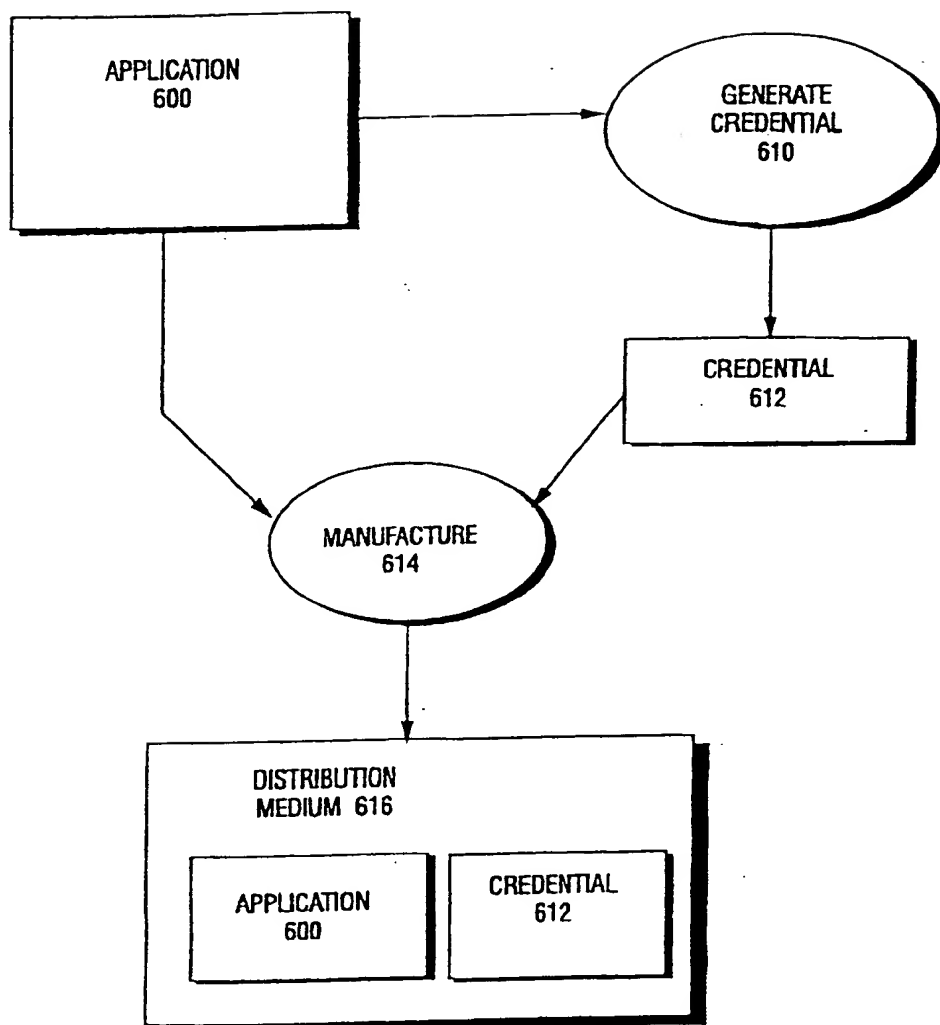 APPLICATION
600
GENERATE
CREDENTIAL
610
CREDENTIAL
612
MANUFACTURE
614
DISTRIBUTION
MEDIUM 616
APPLICATION
600
CREDENTIAL
612